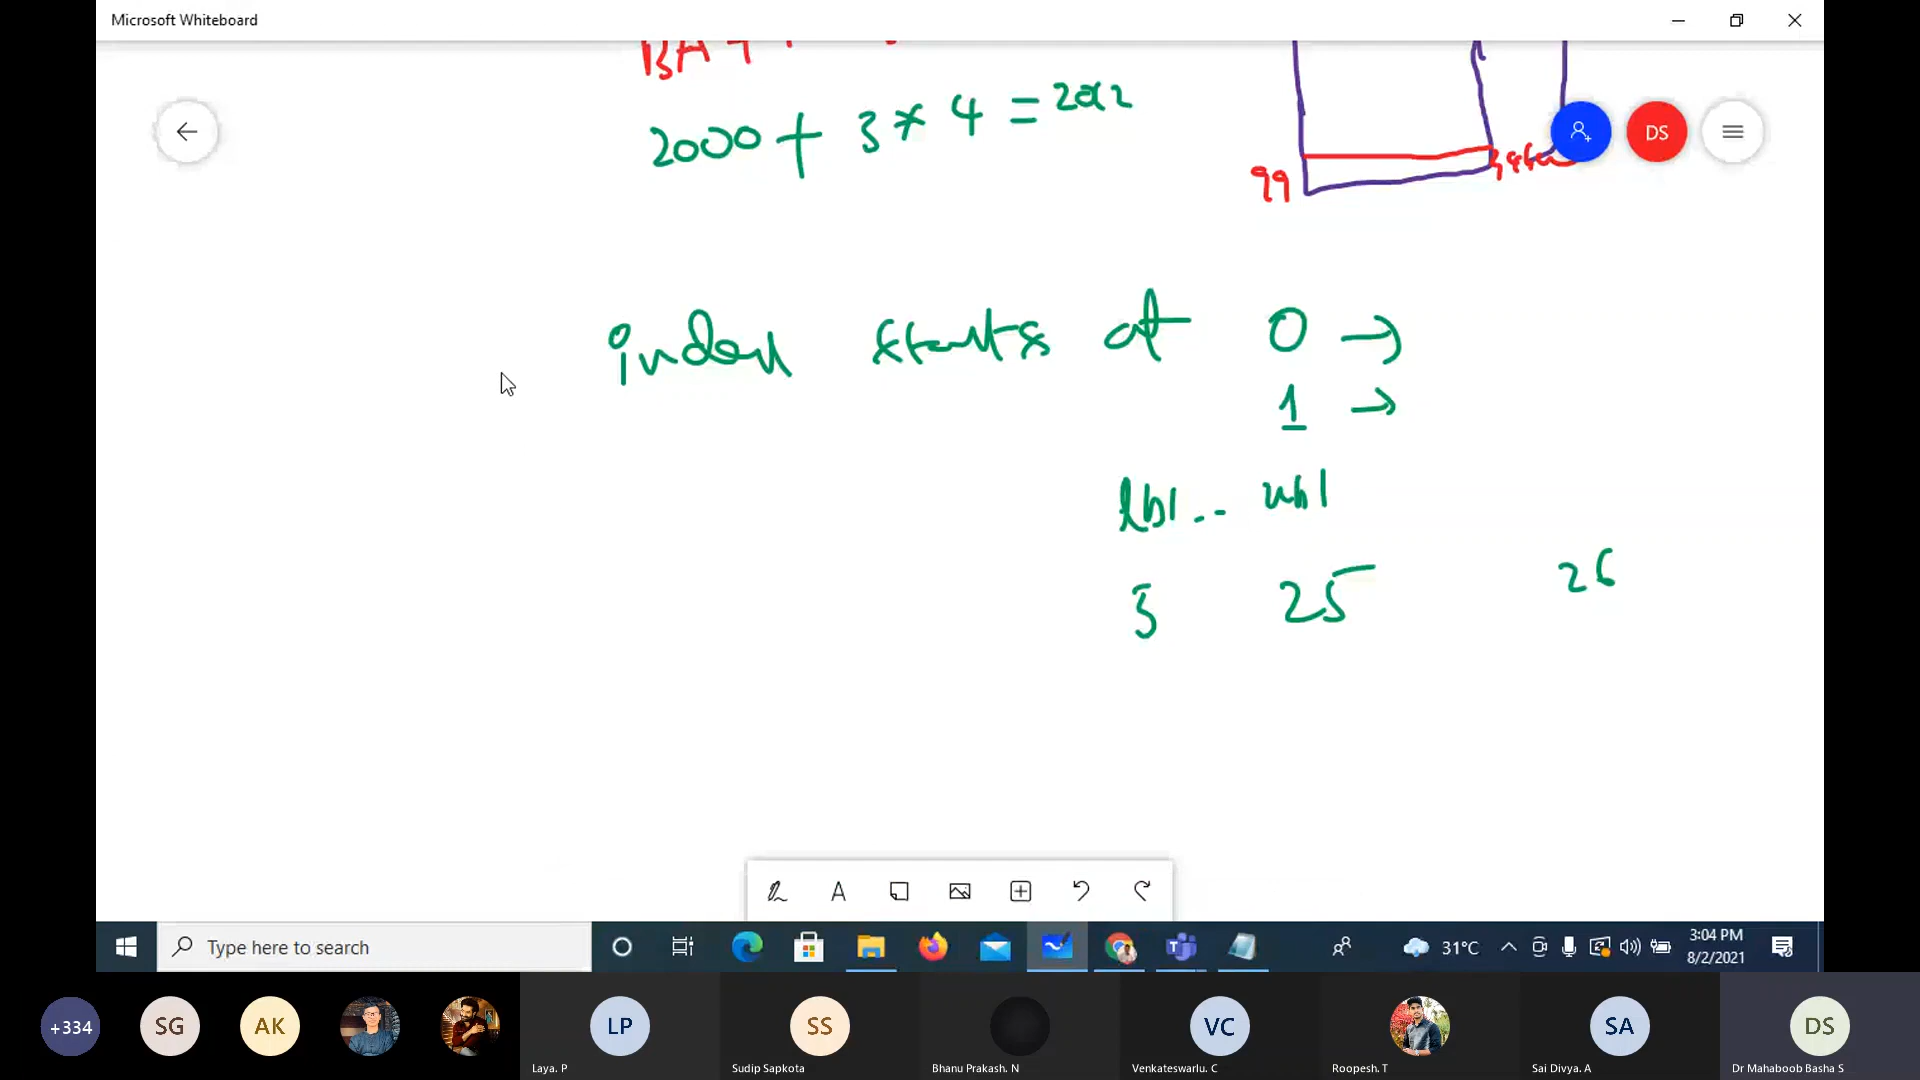 Microsoft Whiteboard
BA +
2000 + 3 * 4 = 2012
99
DS
index starts at 0 →
1 →
lb1 .. ub1
5 25 26
Type here to search
31°C
3:04 PM
8/2/2021
+334
SG
AK
LP
SS
VC
SA
DS
Laya. P
Sudip Sapkota
Bhanu Prakash. N
Venkateswarlu. C
Roopesh. T
Sai Divya. A
Dr Mahaboob Basha S